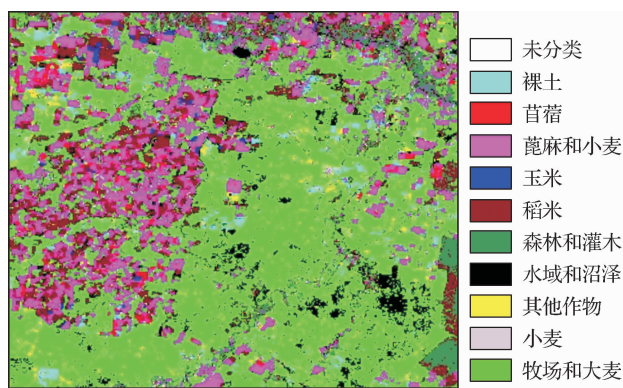 未分类
裸土
苜蓿
蓖麻和小麦
玉米
稻米
森林和灌木
水域和沼泽
其他作物
小麦
牧场和大麦